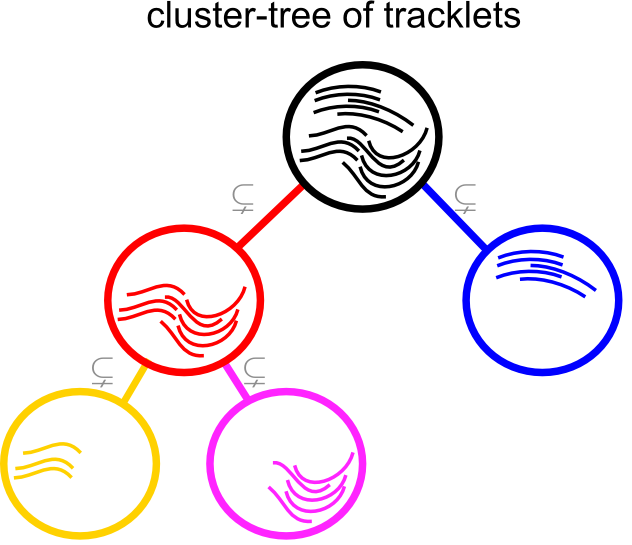 cluster-tree of tracklets
⊊ ⊊
⊊ ⊊